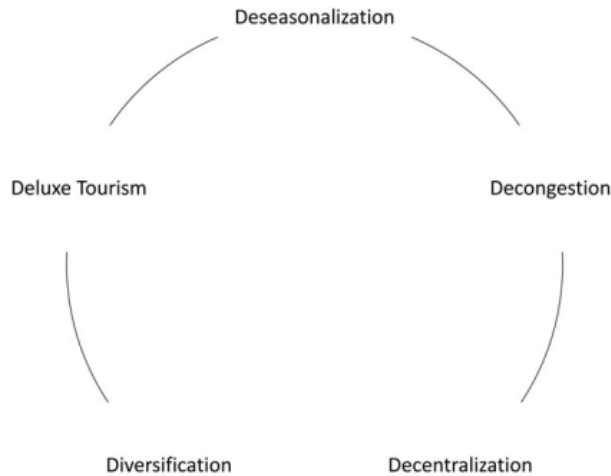 Deseasonalization
Deluxe Tourism
Decongestion
Diversification
Decentralization